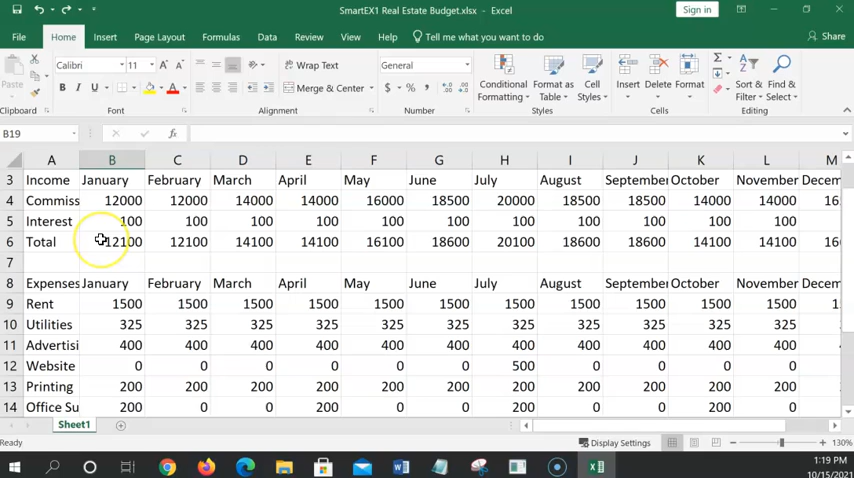 SmartEX1 Real Estate Budget.xlsx - Excel
Sign in
File Home Insert Page Layout Formulas Data Review View Help Tell me what you want to do Share
Paste Calibri 11 A A Wrap Text General Conditional Formatting Format as Table Cell Styles Insert Delete Format Sort & Filter Find & Select
B I U A Merge & Center $ % ,
Clipboard Font Alignment Number Styles Cells Editing
B19 fx
A B C D E F G H I J K L M
3 Income January February March April May June July August September October November Decem
4 Commiss 12000 12000 14000 14000 16000 18500 20000 18500 18500 14000 14000 16
5 Interest 100 100 100 100 100 100 100 100 100 100 100
6 Total 12100 12100 14100 14100 16100 18600 20100 18600 18600 14100 14100 16
7
8 Expenses January February March April May June July August September October November Decem
9 Rent 1500 1500 1500 1500 1500 1500 1500 1500 1500 1500 1500 15
10 Utilities 325 325 325 325 325 325 325 325 325 325 325
11 Advertisi 400 400 400 400 400 400 400 400 400 400 400
12 Website 0 0 0 0 0 0 500 0 0 0 0
13 Printing 200 200 200 200 200 200 200 200 200 200 200
14 Office Su 200 0 0 200 0 0 200 0 0 200 0
Sheet1
Ready Display Settings 130%
1:19 PM
10/15/2021